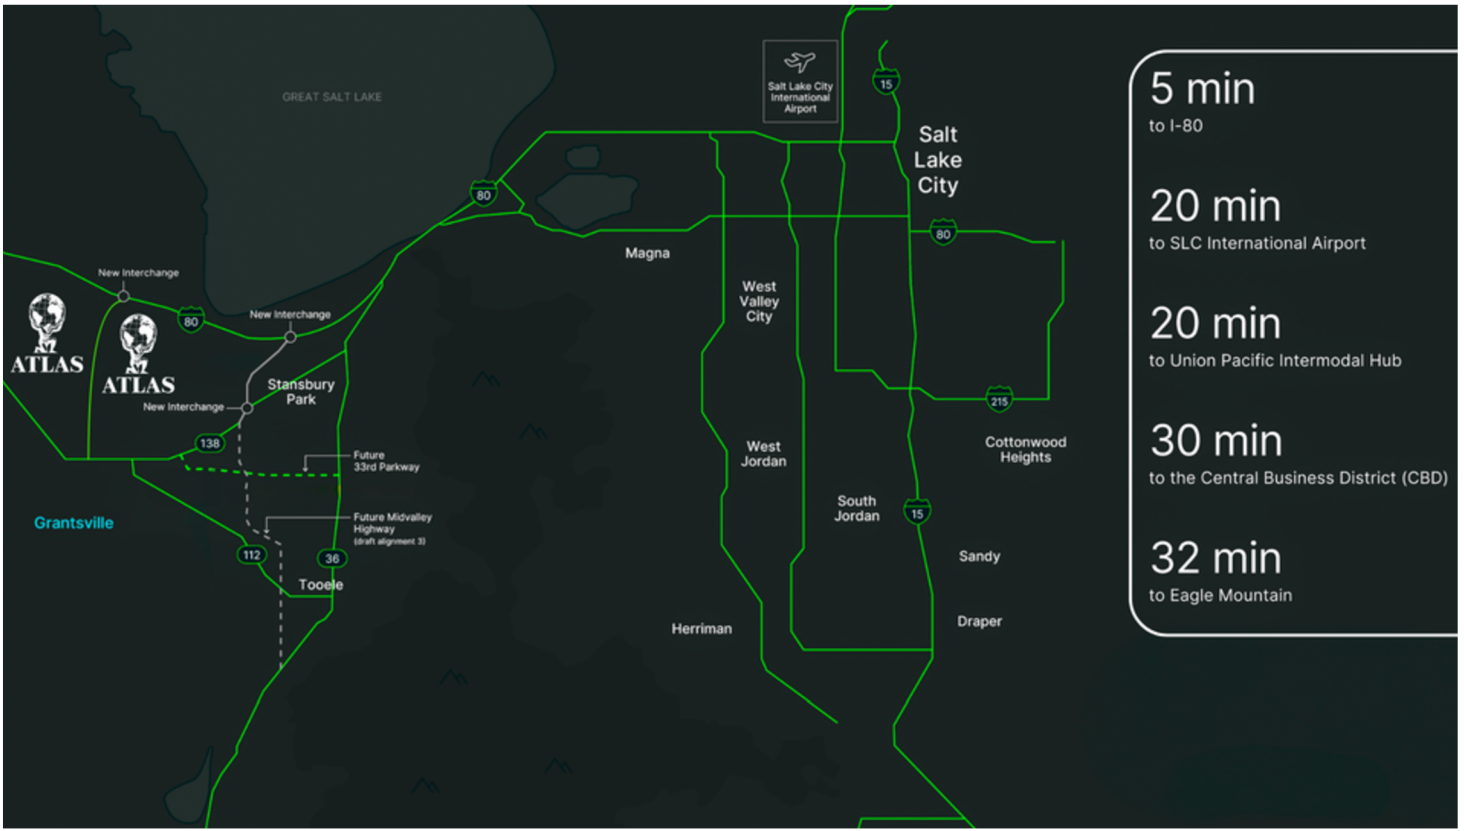 GREAT SALT LAKE
Salt Lake City
International
Airport
15
Salt
Lake
City
80
80
Magna
New Interchange
80
New Interchange
ATLAS
ATLAS
Stansbury
Park
New Interchange
138
West
Valley
City
215
Cottonwood
Heights
West
Jordan
Future
33rd Parkway
South
Jordan
15
Grantsville
Future Midvalley
Highway
(draft alignment 3)
112
36
Tooele
Sandy
Herriman
Draper
5 min
to I-80
20 min
to SLC International Airport
20 min
to Union Pacific Intermodal Hub
30 min
to the Central Business District (CBD)
32 min
to Eagle Mountain